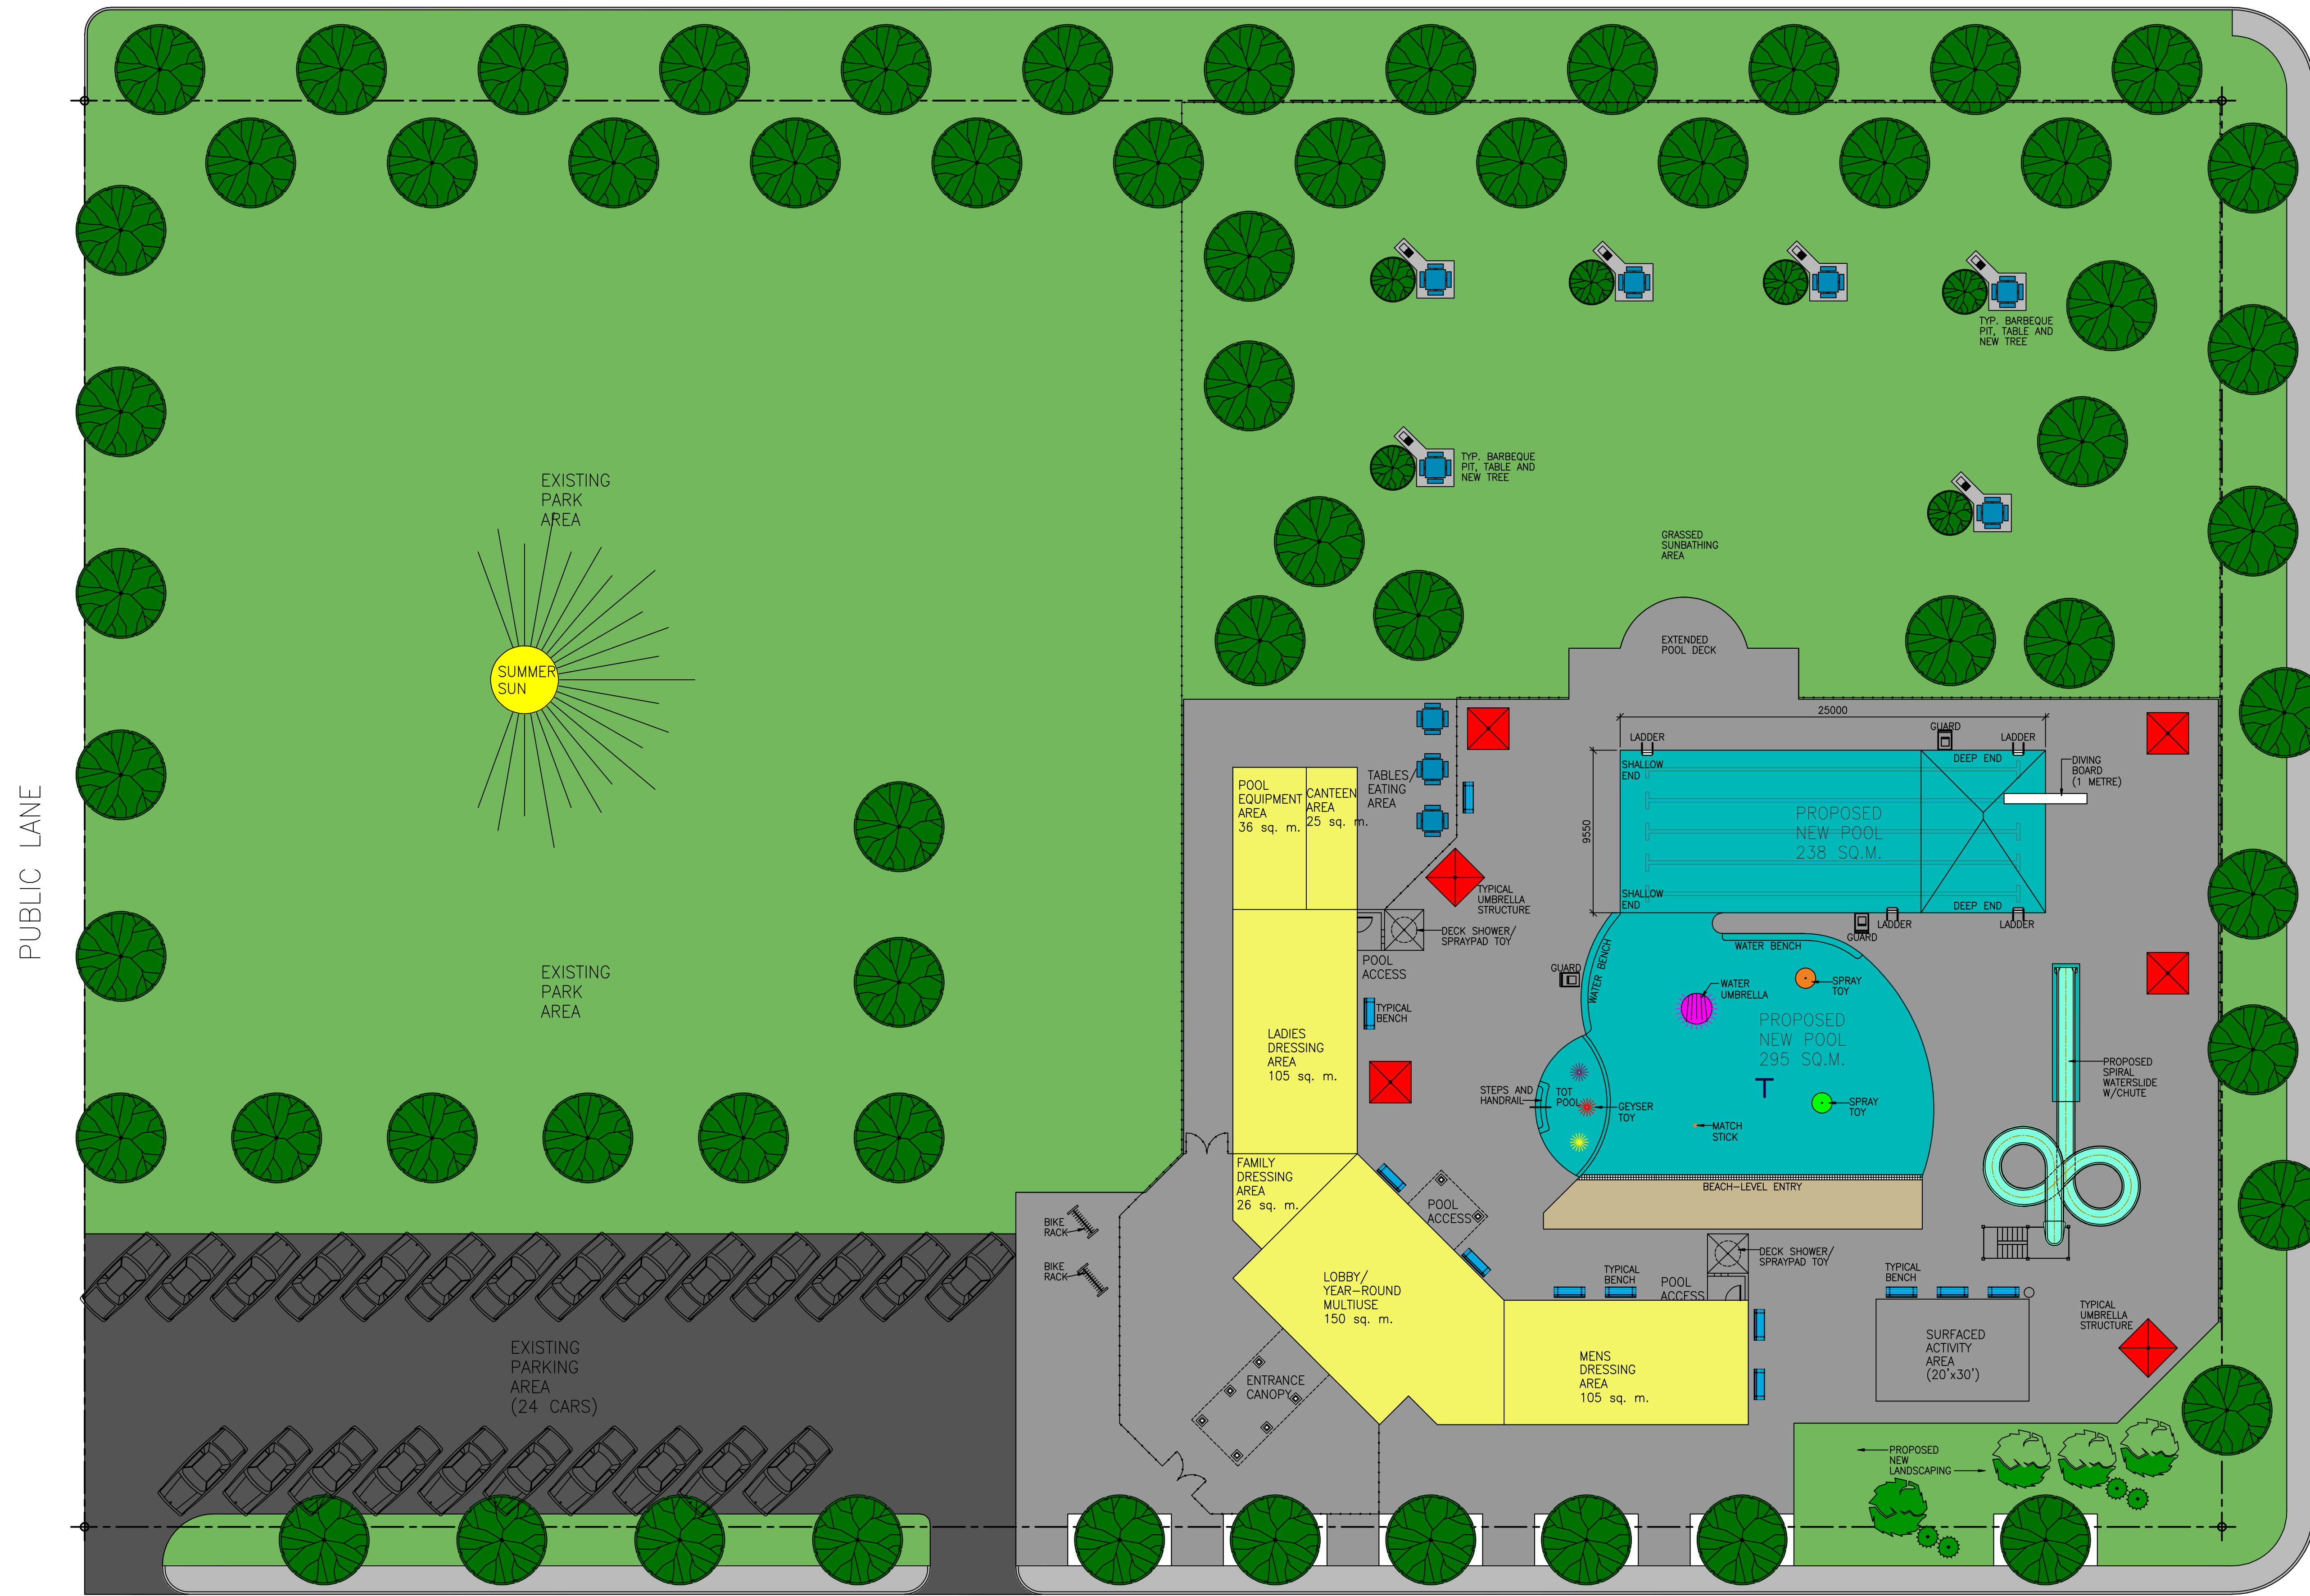 PUBLIC LANE
EXISTING
PARK
AREA
SUMMER
SUN
EXISTING
PARK
AREA
EXISTING
PARKING
AREA
(24 CARS)
TYP. BARBEQUE
PIT, TABLE AND
NEW TREE
TYP. BARBEQUE
PIT, TABLE AND
NEW TREE
GRASSED
SUNBATHING
AREA
EXTENDED
POOL DECK
25000
9550
LADDER
GUARD
LADDER
SHALLOW
END
DEEP END
DIVING
BOARD
(1 METRE)
PROPOSED
NEW POOL
238 SQ.M.
SHALLOW
END
DEEP END
LADDER
LADDER
GUARD
POOL
EQUIPMENT
AREA
36 sq. m.
CANTEEN
AREA
25 sq. m.
TABLES/
EATING
AREA
TYPICAL
UMBRELLA
STRUCTURE
DECK SHOWER/
SPRAYPAD TOY
POOL
ACCESS
TYPICAL
BENCH
LADIES
DRESSING
AREA
105 sq. m.
FAMILY
DRESSING
AREA
26 sq. m.
GUARD
WATER BENCH
WATER BENCH
WATER
UMBRELLA
SPRAY
TOY
PROPOSED
NEW POOL
295 SQ.M.
STEPS AND
HANDRAIL
TOT
POOL
GEYSER
TOY
SPRAY
TOY
MATCH
STICK
T
BEACH-LEVEL ENTRY
PROPOSED
SPIRAL
WATERSLIDE
W/CHUTE
BIKE
RACK
BIKE
RACK
POOL
ACCESS
LOBBY/
YEAR-ROUND
MULTIUSE
150 sq. m.
ENTRANCE
CANOPY
DECK SHOWER/
SPRAYPAD TOY
TYPICAL
BENCH
POOL
ACCESS
MENS
DRESSING
AREA
105 sq. m.
TYPICAL
BENCH
SURFACED
ACTIVITY
AREA
(20'x30')
TYPICAL
UMBRELLA
STRUCTURE
PROPOSED
NEW
LANDSCAPING